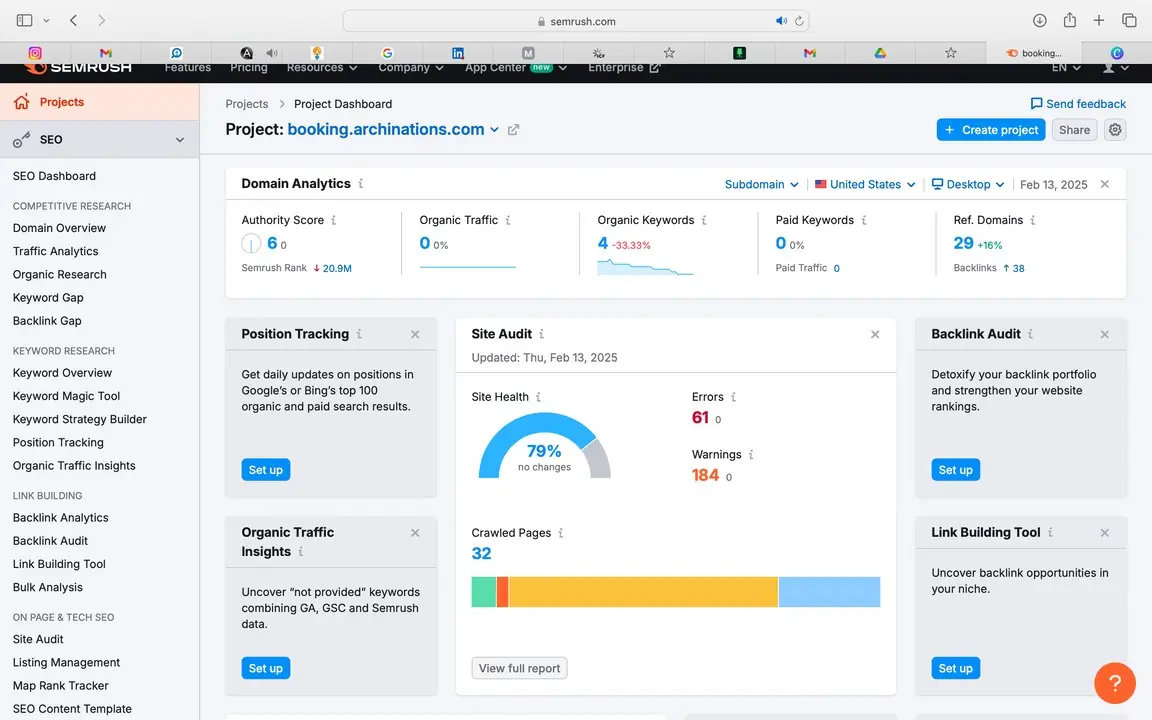 semrush.com
booking...
SEMRUSH
Features
Pricing
Resources
Company
App Center new
Enterprise
EN
Projects
SEO
SEO Dashboard
COMPETITIVE RESEARCH
Domain Overview
Traffic Analytics
Organic Research
Keyword Gap
Backlink Gap
KEYWORD RESEARCH
Keyword Overview
Keyword Magic Tool
Keyword Strategy Builder
Position Tracking
Organic Traffic Insights
LINK BUILDING
Backlink Analytics
Backlink Audit
Link Building Tool
Bulk Analysis
ON PAGE & TECH SEO
Site Audit
Listing Management
Map Rank Tracker
SEO Content Template
Projects > Project Dashboard
Send feedback
Project: booking.archinations.com
+ Create project
Share
Domain Analytics i
Subdomain
United States
Desktop
Feb 13, 2025
Authority Score i
6 0
Semrush Rank ↓ 20.9M
Organic Traffic i
0 0%
Organic Keywords i
4 -33.33%
Paid Keywords i
0 0%
Paid Traffic 0
Ref. Domains i
29 +16%
Backlinks ↑ 38
Position Tracking i
Get daily updates on positions in
Google's or Bing's top 100
organic and paid search results.
Set up
Site Audit i
Updated: Thu, Feb 13, 2025
Site Health i
79%
no changes
Errors i
61 0
Warnings i
184 0
Crawled Pages i
32
View full report
Backlink Audit i
Detoxify your backlink portfolio
and strengthen your website
rankings.
Set up
Organic Traffic
Insights i
Uncover “not provided” keywords
combining GA, GSC and Semrush
data.
Set up
Link Building Tool i
Uncover backlink opportunities in
your niche.
Set up
?